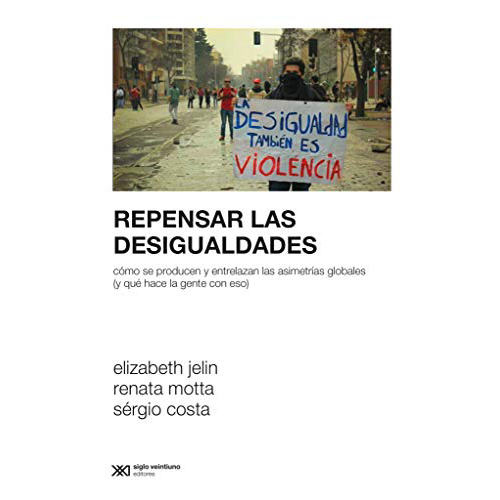 LA
DESIGUALDAD
TAMBIÉN ES
VIOLENCIA
REPENSAR LAS
DESIGUALDADES
cómo se producen y entrelazan las asimetrías globales
(y qué hace la gente con eso)
elizabeth jelin
renata motta
sérgio costa
siglo veintiuno
editores